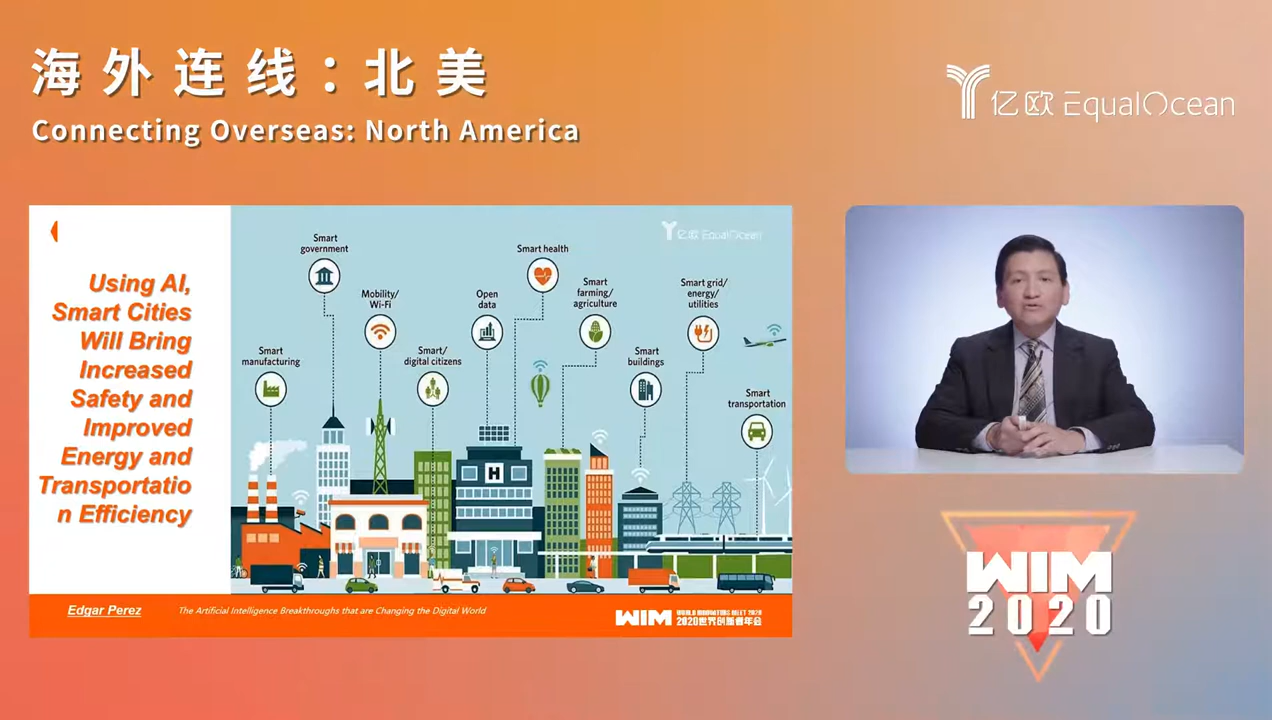 海外连线：北美
Connecting Overseas: North America
亿欧 EqualOcean
Using AI,
Smart Cities
Will Bring
Increased
Safety and
Improved
Energy and
Transportatio
n Efficiency
亿欧 EqualOcean
Smart
government
Smart health
Mobility/
Wi-Fi
Open
data
Smart
farming/
agriculture
Smart grid/
energy/
utilities
Smart
manufacturing
Smart/
digital citizens
Smart
buildings
Smart
transportation
H
Edgar Perez
The Artificial Intelligence Breakthroughs that are Changing the Digital World
WIM
WORLD INNOVATORS MEET 2020
2020世界创新者年会
WIM
2020